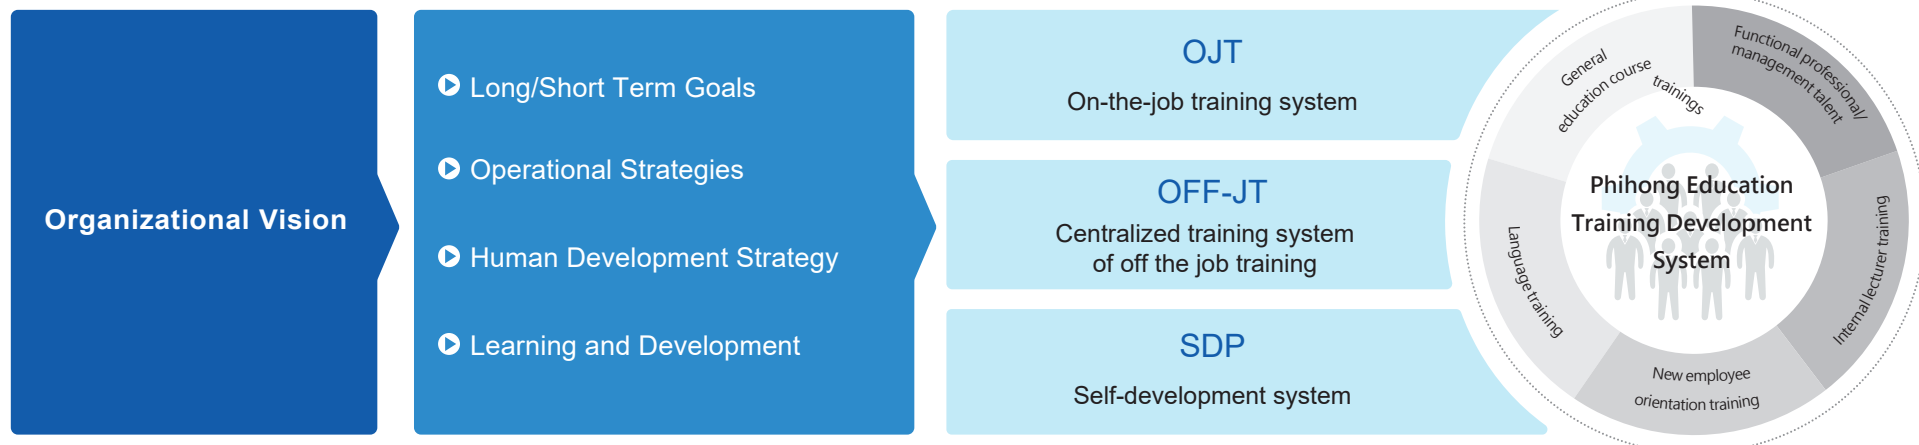 Organizational Vision
Long/Short Term Goals
Operational Strategies
Human Development Strategy
Learning and Development
OJT
On-the-job training system
OFF-JT
Centralized training system
of off the job training
SDP
Self-development system
General
education course
trainings
Functional professional/
management talent
Internal lecturer training
New employee
orientation training
Language training
Phihong Education
Training Development
System